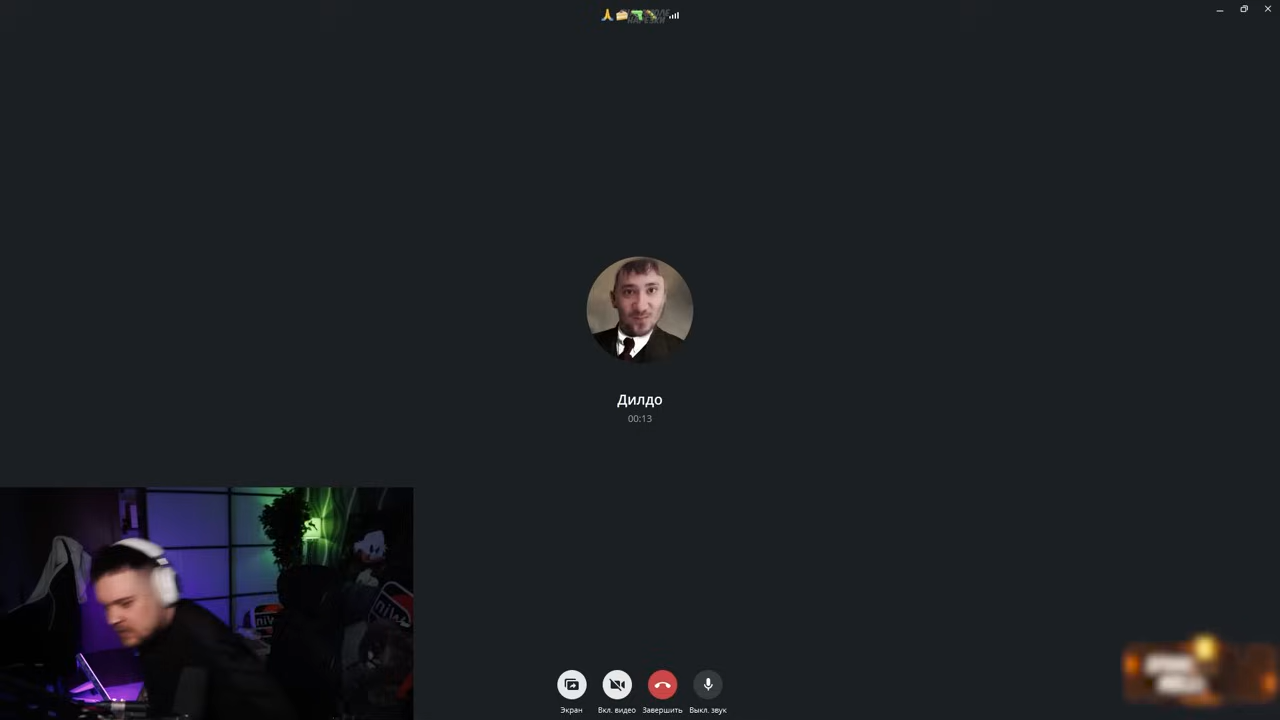 Дилдо
00:13
Экран
Вкл. видео
Завершить
Выкл. звук